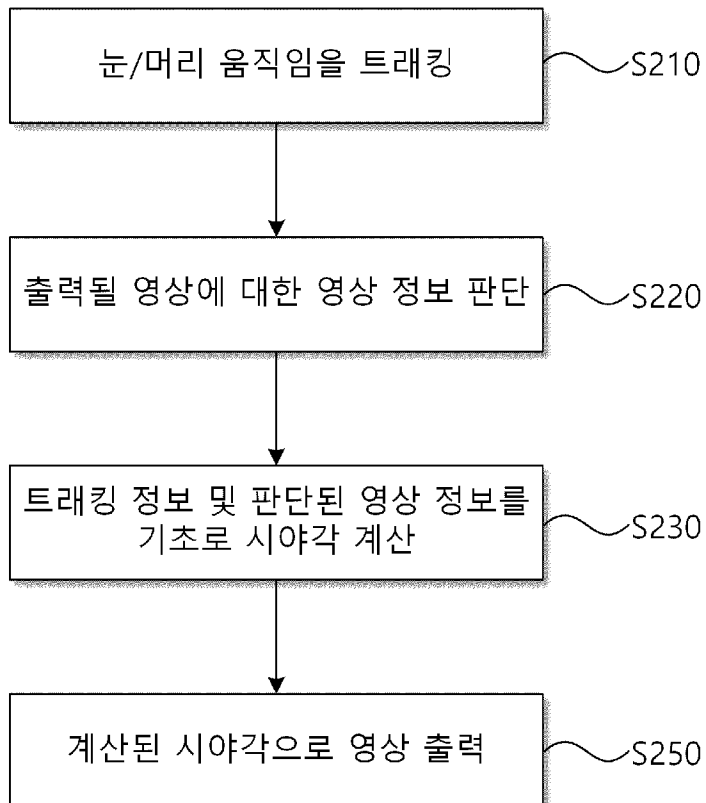 눈/머리 움직임을 트래킹
S210
출력될 영상에 대한 영상 정보 판단
S220
트래킹 정보 및 판단된 영상 정보를
기초로 시야각 계산
S230
계산된 시야각으로 영상 출력
S250